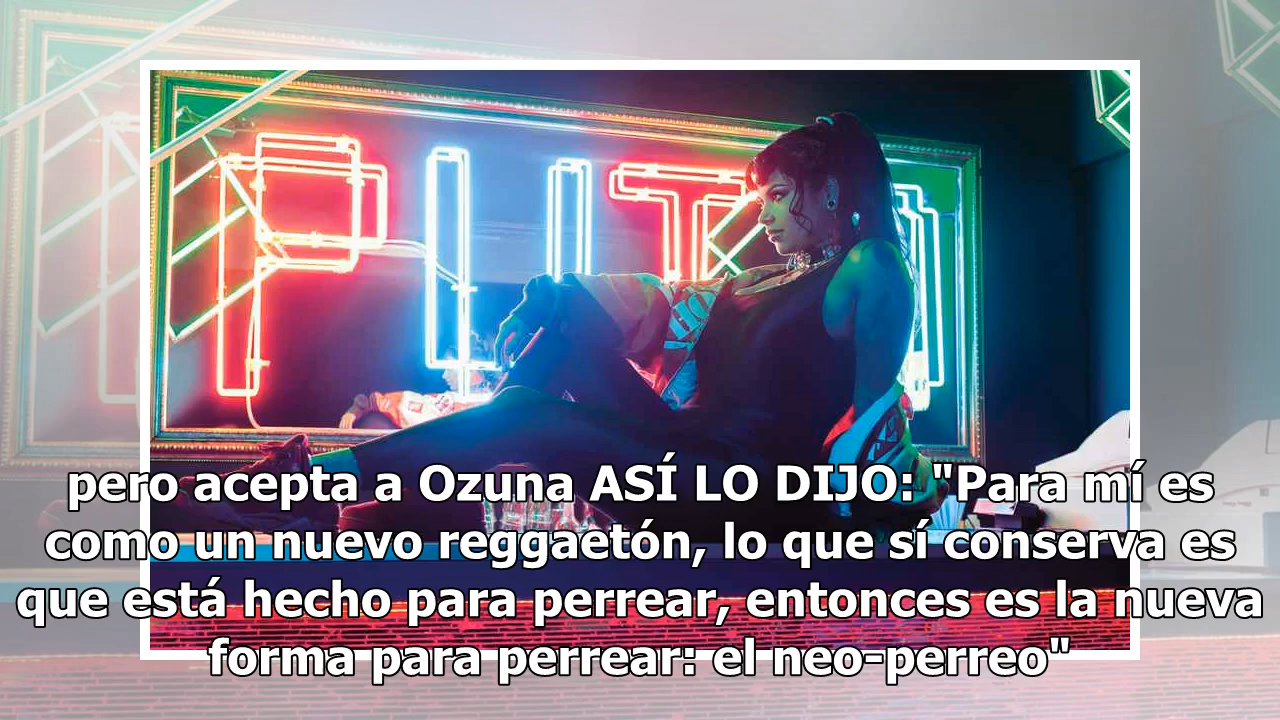 PUTO
pero acepta a Ozuna ASÍ LO DIJO: "Para mí es
como un nuevo reggaetón, lo que sí conserva es
que está hecho para perrear, entonces es la nueva
forma para perrear: el neo-perreo"